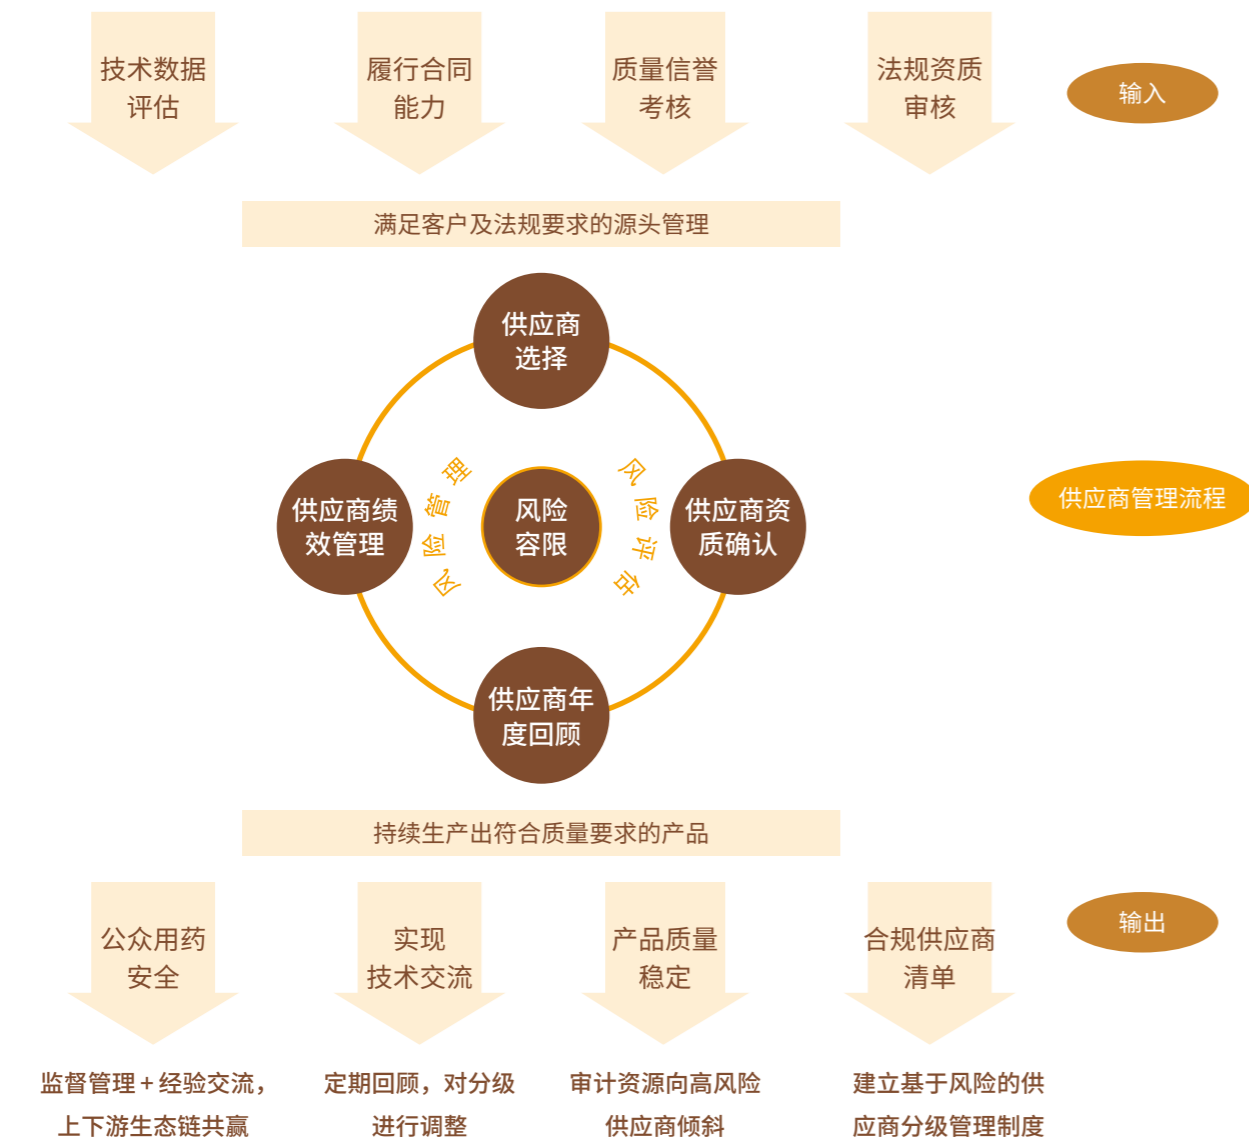 技术数据
评估
履行合同
能力
质量信誉
考核
法规资质
审核
输入
满足客户及法规要求的源头管理
供应商
选择
供应商绩
效管理
风险管理
风险
容限
风险评估
供应商资
质确认
供应商管理流程
供应商年
度回顾
持续生产出符合质量要求的产品
公众用药
安全
实现
技术交流
产品质量
稳定
合规供应商
清单
输出
监督管理 + 经验交流，
上下游生态链共赢
定期回顾，对分级
进行调整
审计资源向高风险
供应商倾斜
建立基于风险的供
应商分级管理制度